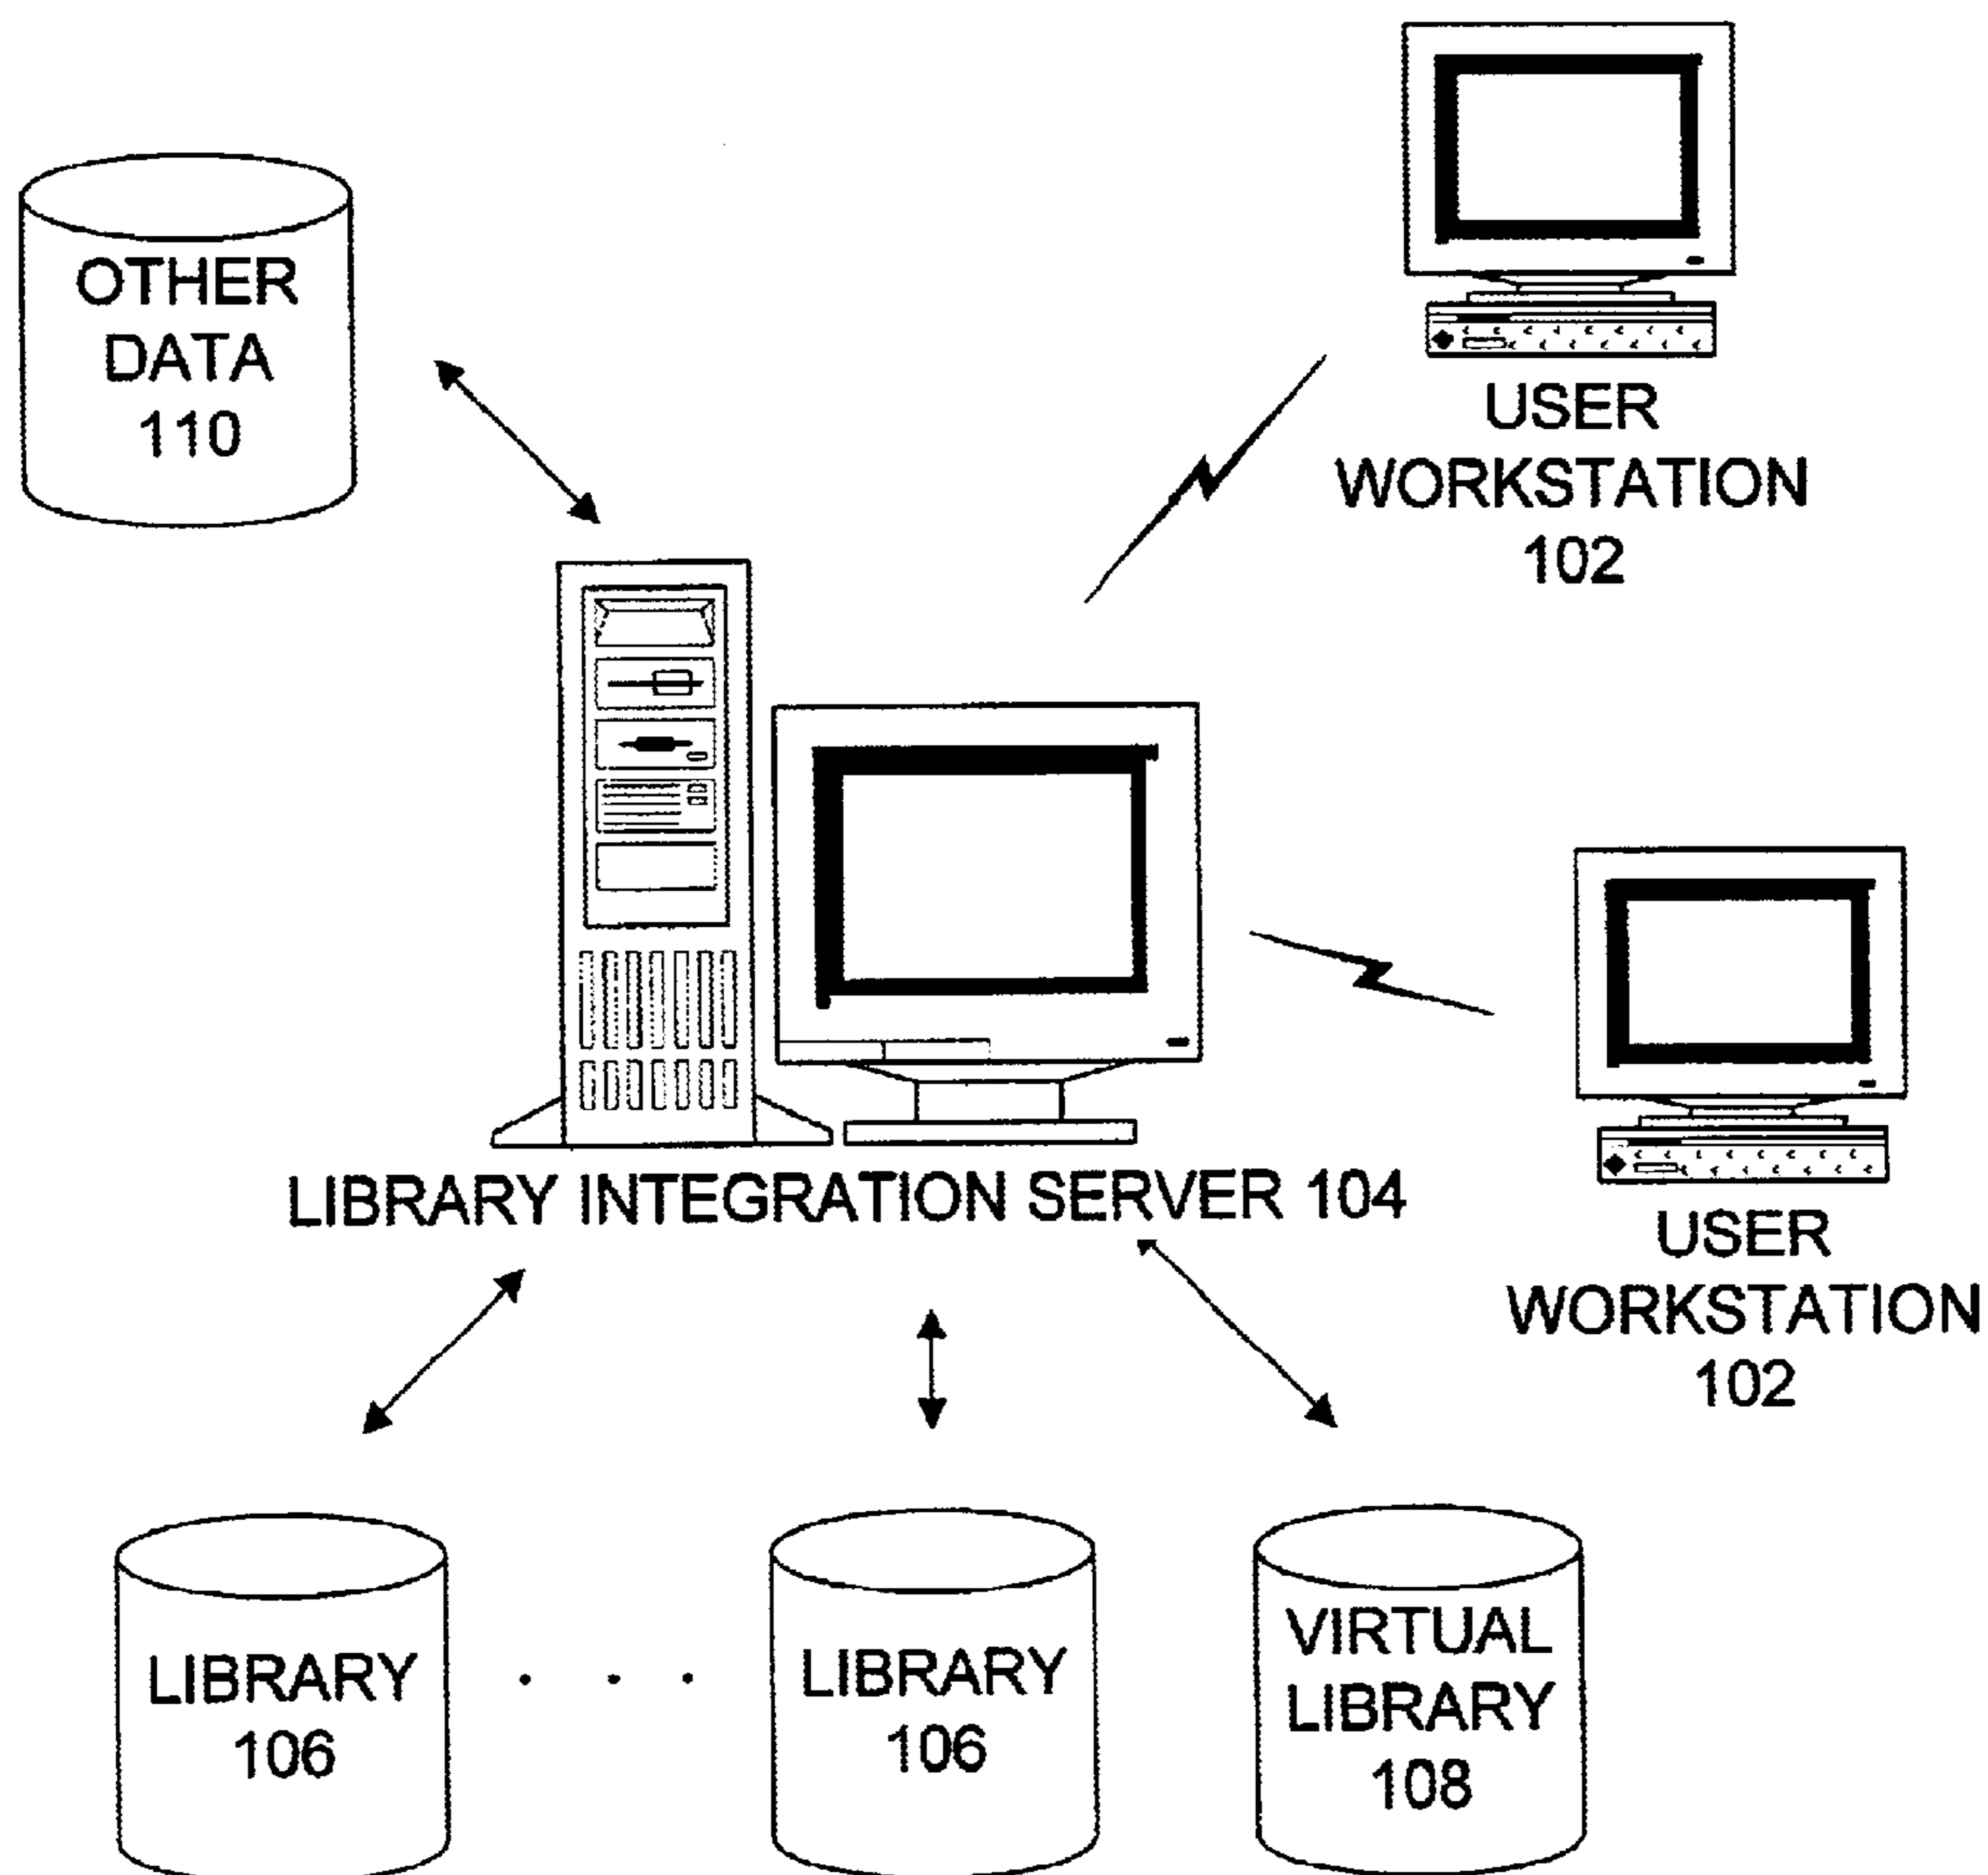 OTHER
DATA
110
USER
WORKSTATION
102
LIBRARY INTEGRATION SERVER 104
USER
WORKSTATION
102
LIBRARY
106
. . .
LIBRARY
106
VIRTUAL
LIBRARY
108